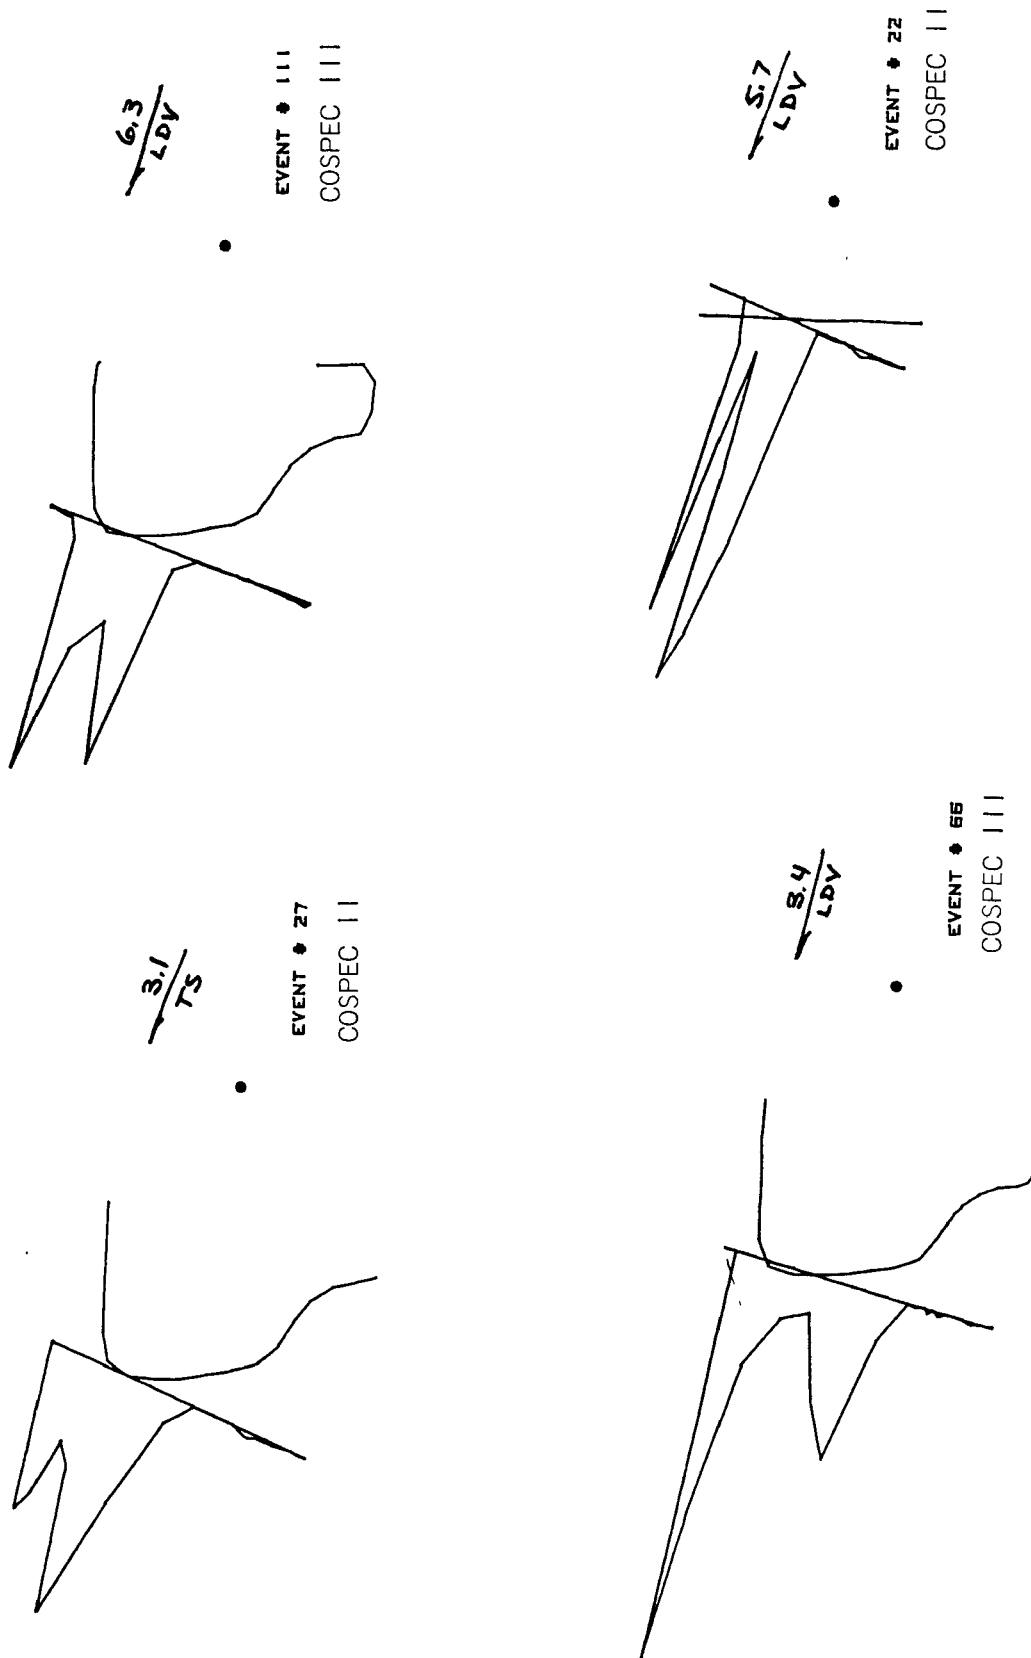 6.3
LDV
EVENT # 111
COSPEC III
5.7
LDV
EVENT # 22
COSPEC II
3.1
TS
EVENT # 27
COSPEC II
3.4
LDV
EVENT # 66
COSPEC III